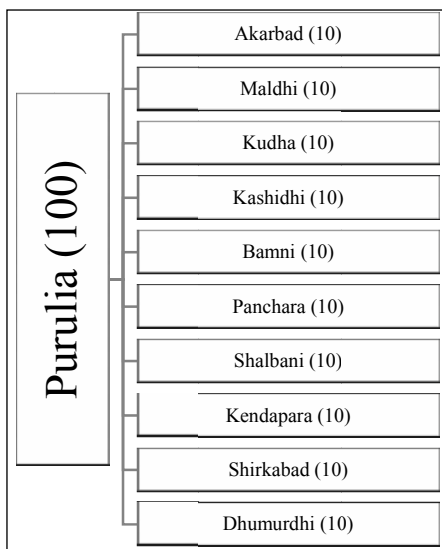 Purulia (100)
Akarbad (10)
Maldhi (10)
Kudha (10)
Kashidhi (10)
Bamni (10)
Panchara (10)
Shalbani (10)
Kendapara (10)
Shirkabad (10)
Dhumurdhi (10)